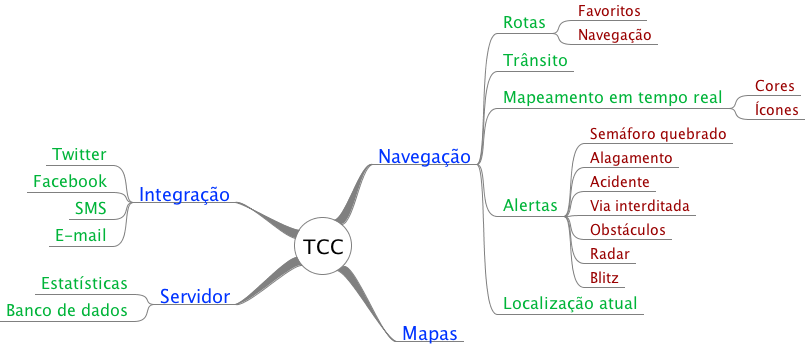 TCC
Navegação
Rotas
Favoritos
Navegação
Trânsito
Mapeamento em tempo real
Cores
Ícones
Alertas
Semáforo quebrado
Alagamento
Acidente
Via interditada
Obstáculos
Radar
Blitz
Localização atual
Mapas
Integração
Twitter
Facebook
SMS
E-mail
Servidor
Estatísticas
Banco de dados